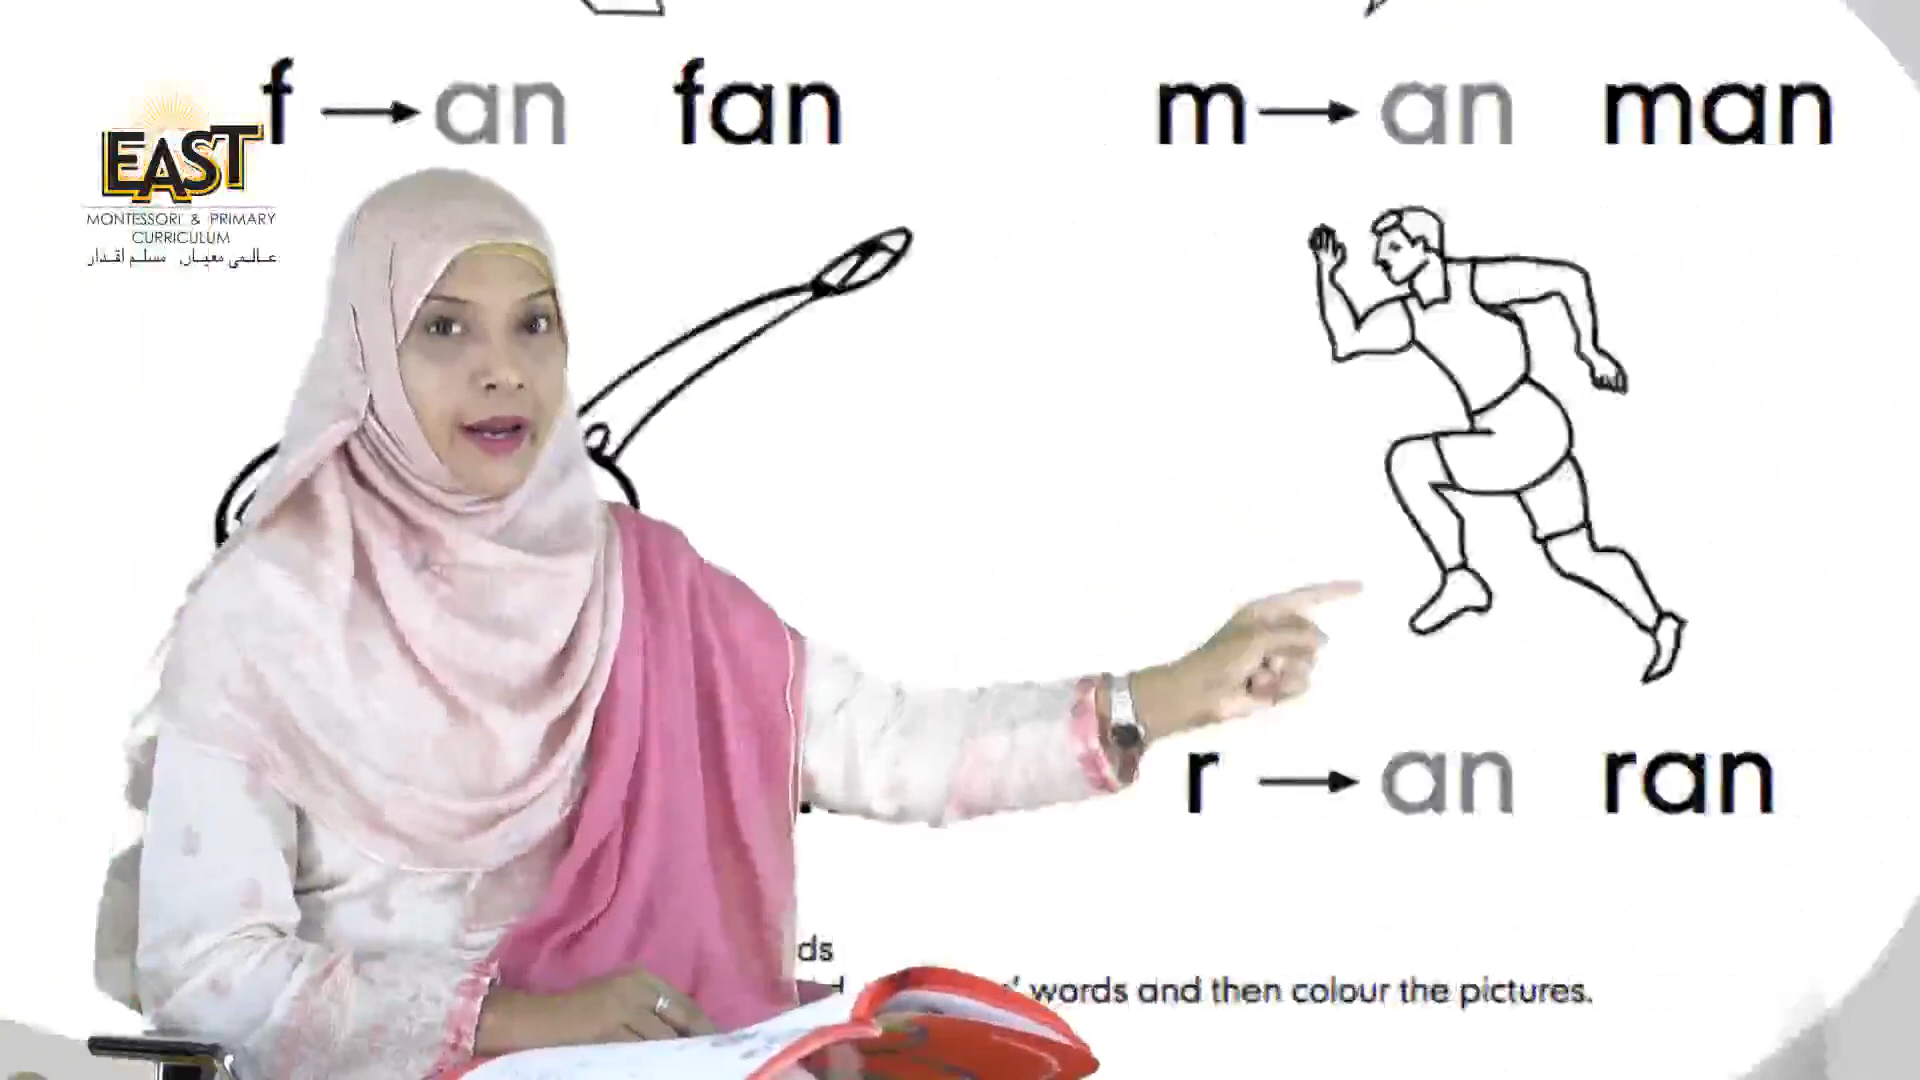 f → an fan
m → an man
EAST
MONTESSORI & PRIMARY
CURRICULUM
عالمی معیار، مسلم اقدار
r → an ran
words and then colour the pictures.